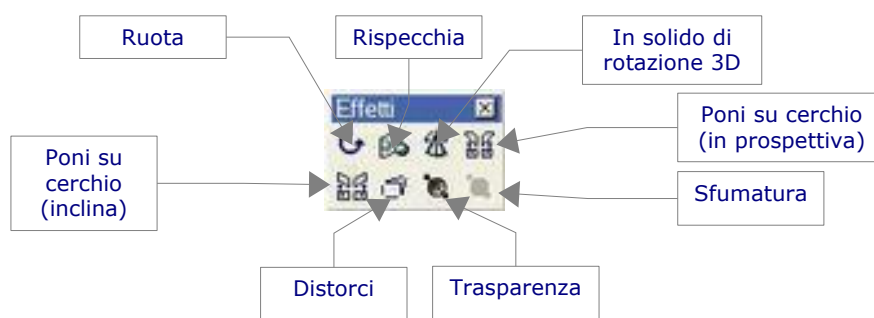 Ruota
Rispecchia
In solido di
rotazione 3D
Effetti
Poni su cerchio
(in prospettiva)
Poni su
cerchio
(inclina)
Sfumatura
Distorci
Trasparenza